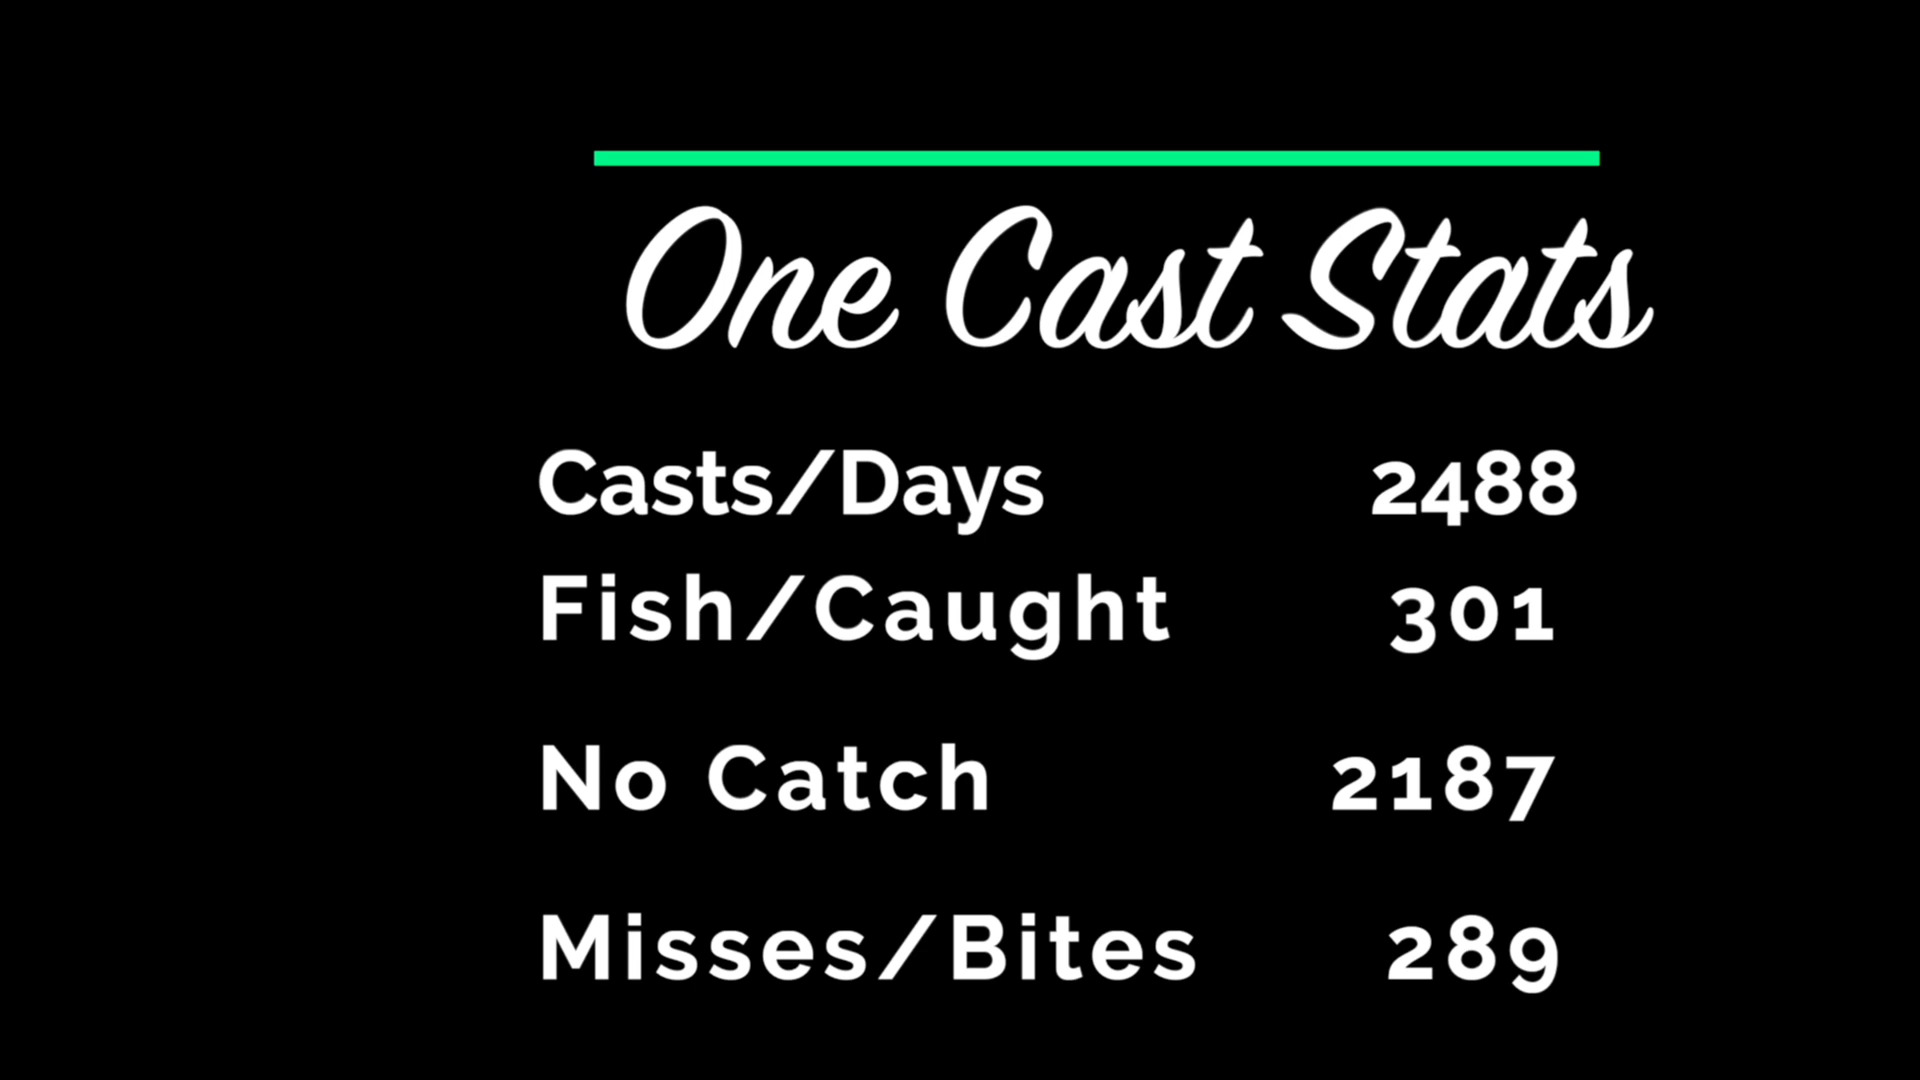 One Cast Stats
Casts/Days 2488
Fish/Caught 301
No Catch 2187
Misses/Bites 289